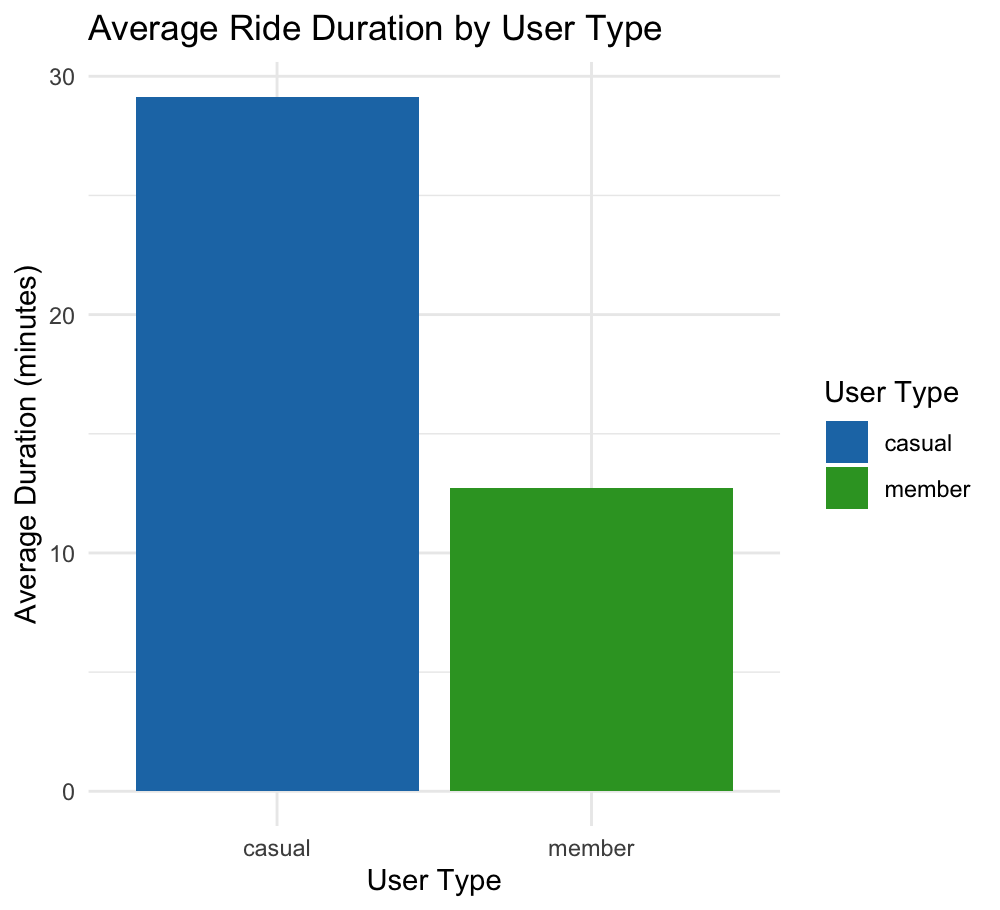 Average Ride Duration by User Type
Average Duration (minutes)
30
20
10
0
casual
member
User Type
User Type
casual
member